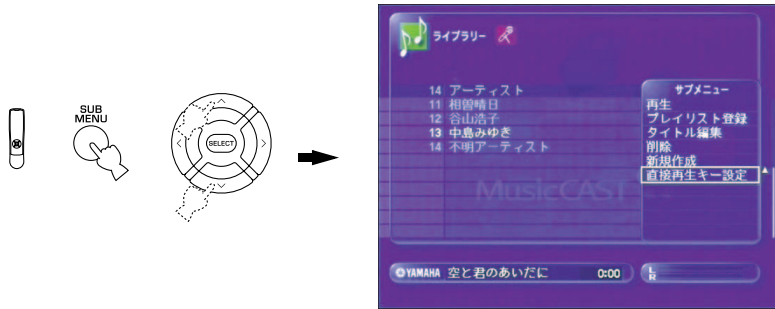 SUB
MENU
SELECT
ライブラリー
14 アーティスト
11 相曽晴日
12 谷山浩子
13 中島みゆき
14 不明アーティスト
サブメニュー
再生
プレイリスト登録
タイトル編集
削除
新規作成
直接再生キー設定
MusicCAST
YAMAHA 空と君のあいだに 0:00
L
R